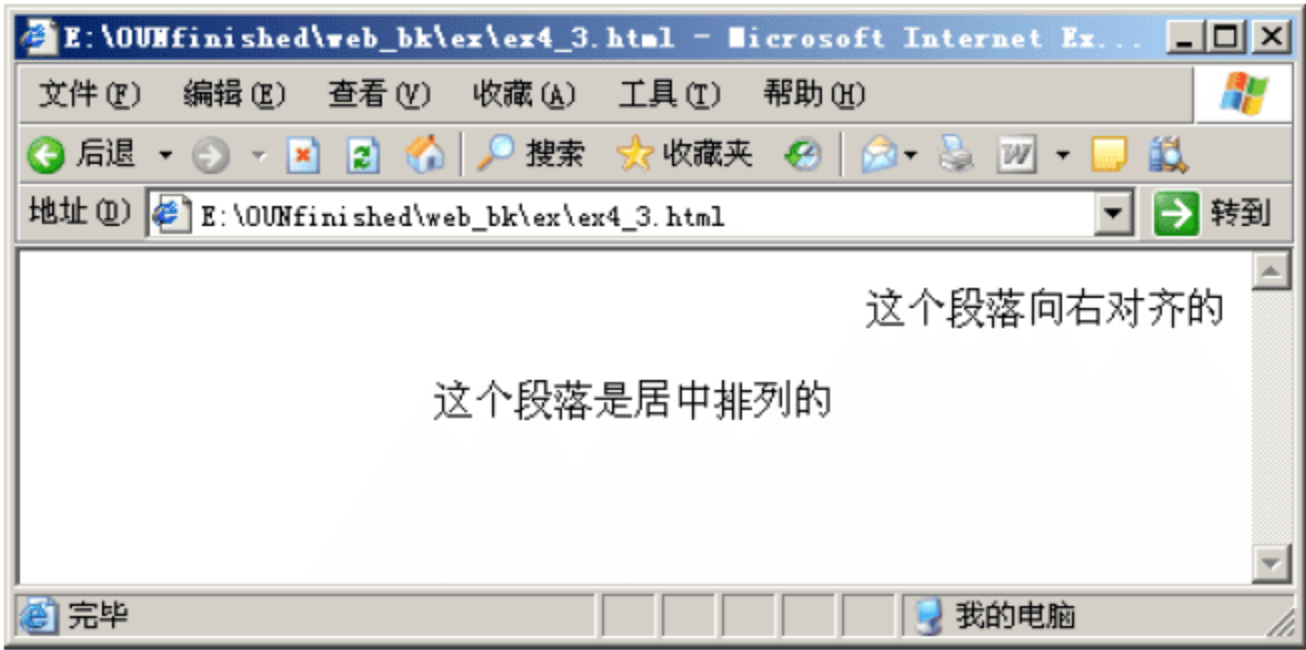 E:\OUNfinished\web_bk\ex\ex4_3.html - Microsoft Internet Ex...
文件(F) 编辑(E) 查看(V) 收藏(A) 工具(T) 帮助(H)
后退 搜索 收藏夹 W
地址(D) E:\OUNfinished\web_bk\ex\ex4_3.html 转到
这个段落向右对齐的
这个段落是居中排列的
完毕 我的电脑